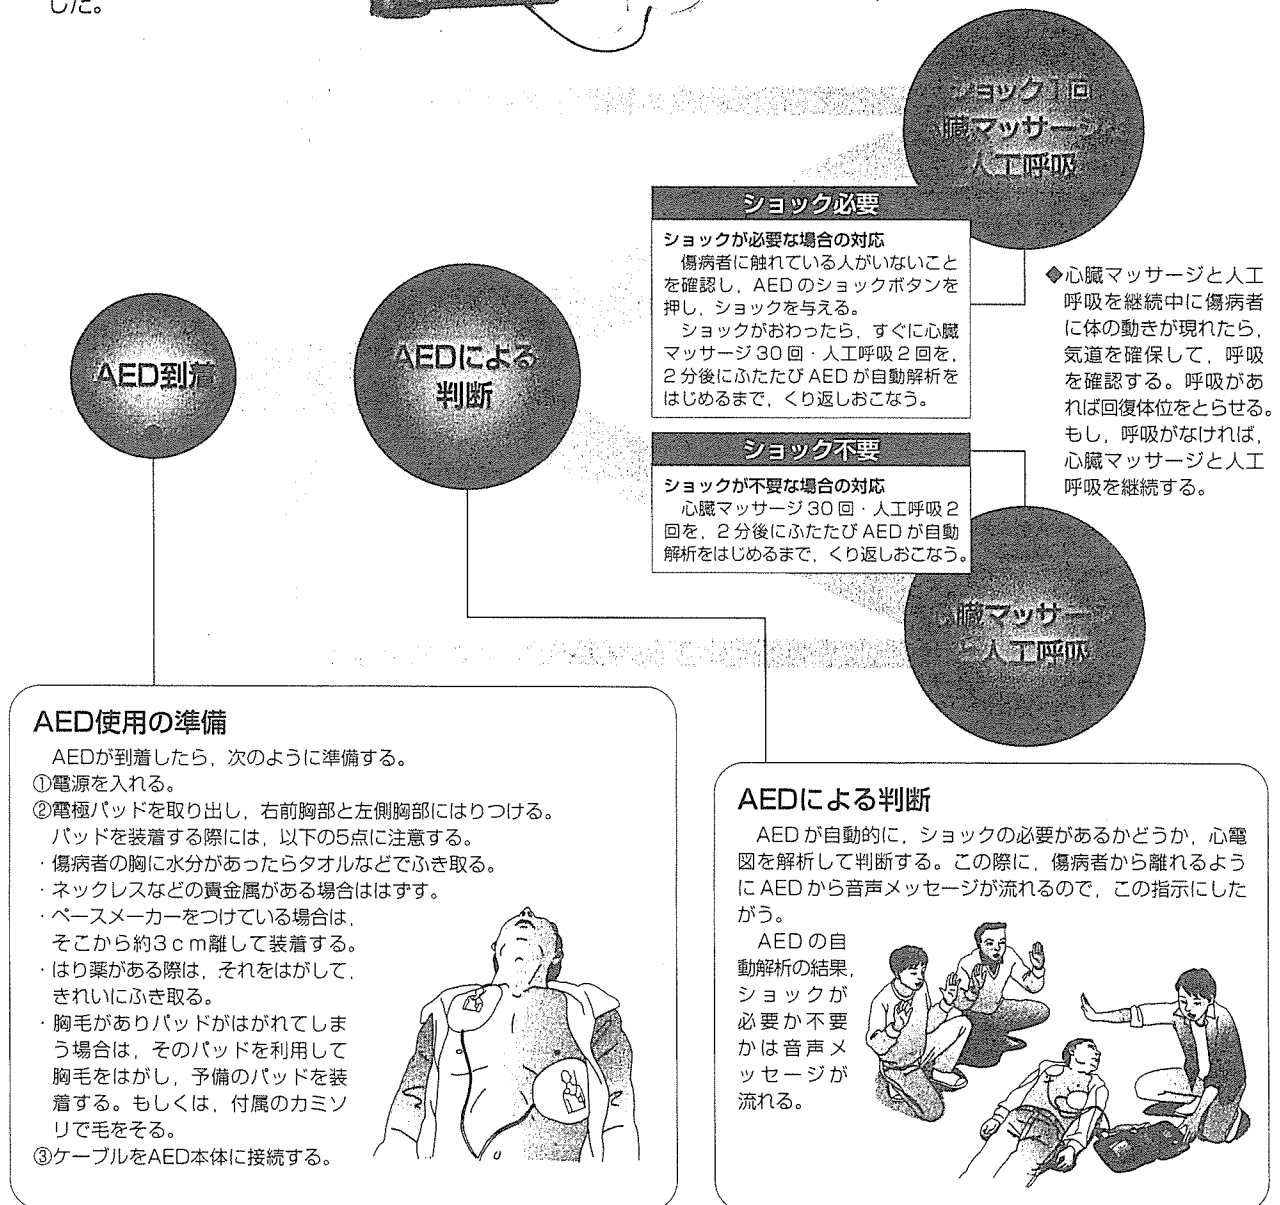 した。
ショック1回
心臓マッサージ
人工呼吸
ショック必要
ショックが必要な場合の対応
傷病者に触れている人がいないこと
を確認し，AEDのショックボタンを
押し，ショックを与える。
ショックがおわったら，すぐに心臓
マッサージ30回・人工呼吸2回を，
2分後にふたたびAEDが自動解析を
はじめるまで，くり返しおこなう。
◆心臓マッサージと人工
呼吸を継続中に傷病者
に体の動きが現れたら，
気道を確保して，呼吸
を確認する。呼吸があ
れば回復体位をとらせる。
もし，呼吸がなければ，
心臓マッサージと人工
呼吸を継続する。
AED到着
AEDによる
判断
ショック不要
ショックが不要な場合の対応
心臓マッサージ30回・人工呼吸2
回を，2分後にふたたびAEDが自動
解析をはじめるまで，くり返しおこなう。
心臓マッサージ
と人工呼吸
AED使用の準備
AEDが到着したら，次のように準備する。
①電源を入れる。
②電極パッドを取り出し，右前胸部と左側胸部にはりつける。
パッドを装着する際には，以下の5点に注意する。
・傷病者の胸に水分があったらタオルなどでふき取る。
・ネックレスなどの貴金属がある場合ははずす。
・ペースメーカーをつけている場合は，
そこから約3cm離して装着する。
・はり薬がある際は，それをはがして，
きれいにふき取る。
・胸毛がありパッドがはがれてしま
う場合は，そのパッドを利用して
胸毛をはがし，予備のパッドを装
着する。もしくは，付属のカミソ
リで毛をそる。
③ケーブルをAED本体に接続する。
AEDによる判断
AEDが自動的に，ショックの必要があるかどうか，心電
図を解析して判断する。この際に，傷病者から離れるよう
にAEDから音声メッセージが流れるので，この指示にした
がう。
AEDの自
動解析の結果，
ショックが
必要か不要
かは音声メ
ッセージが
流れる。